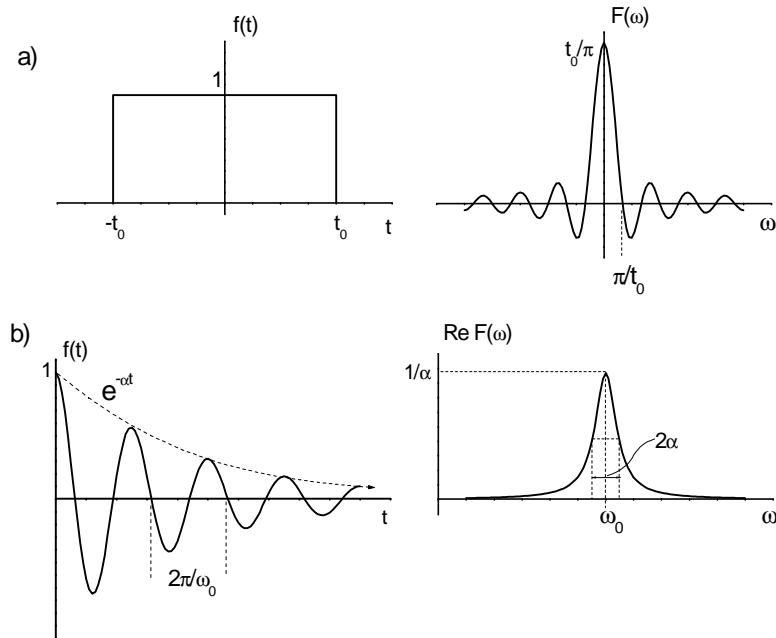 a)
f(t)
1
-t₀
t₀
t
F(ω)
t₀/π
π/t₀
ω
b)
f(t)
1
e^-αt
2π/ω₀
t
Re F(ω)
1/α
2α
ω₀
ω